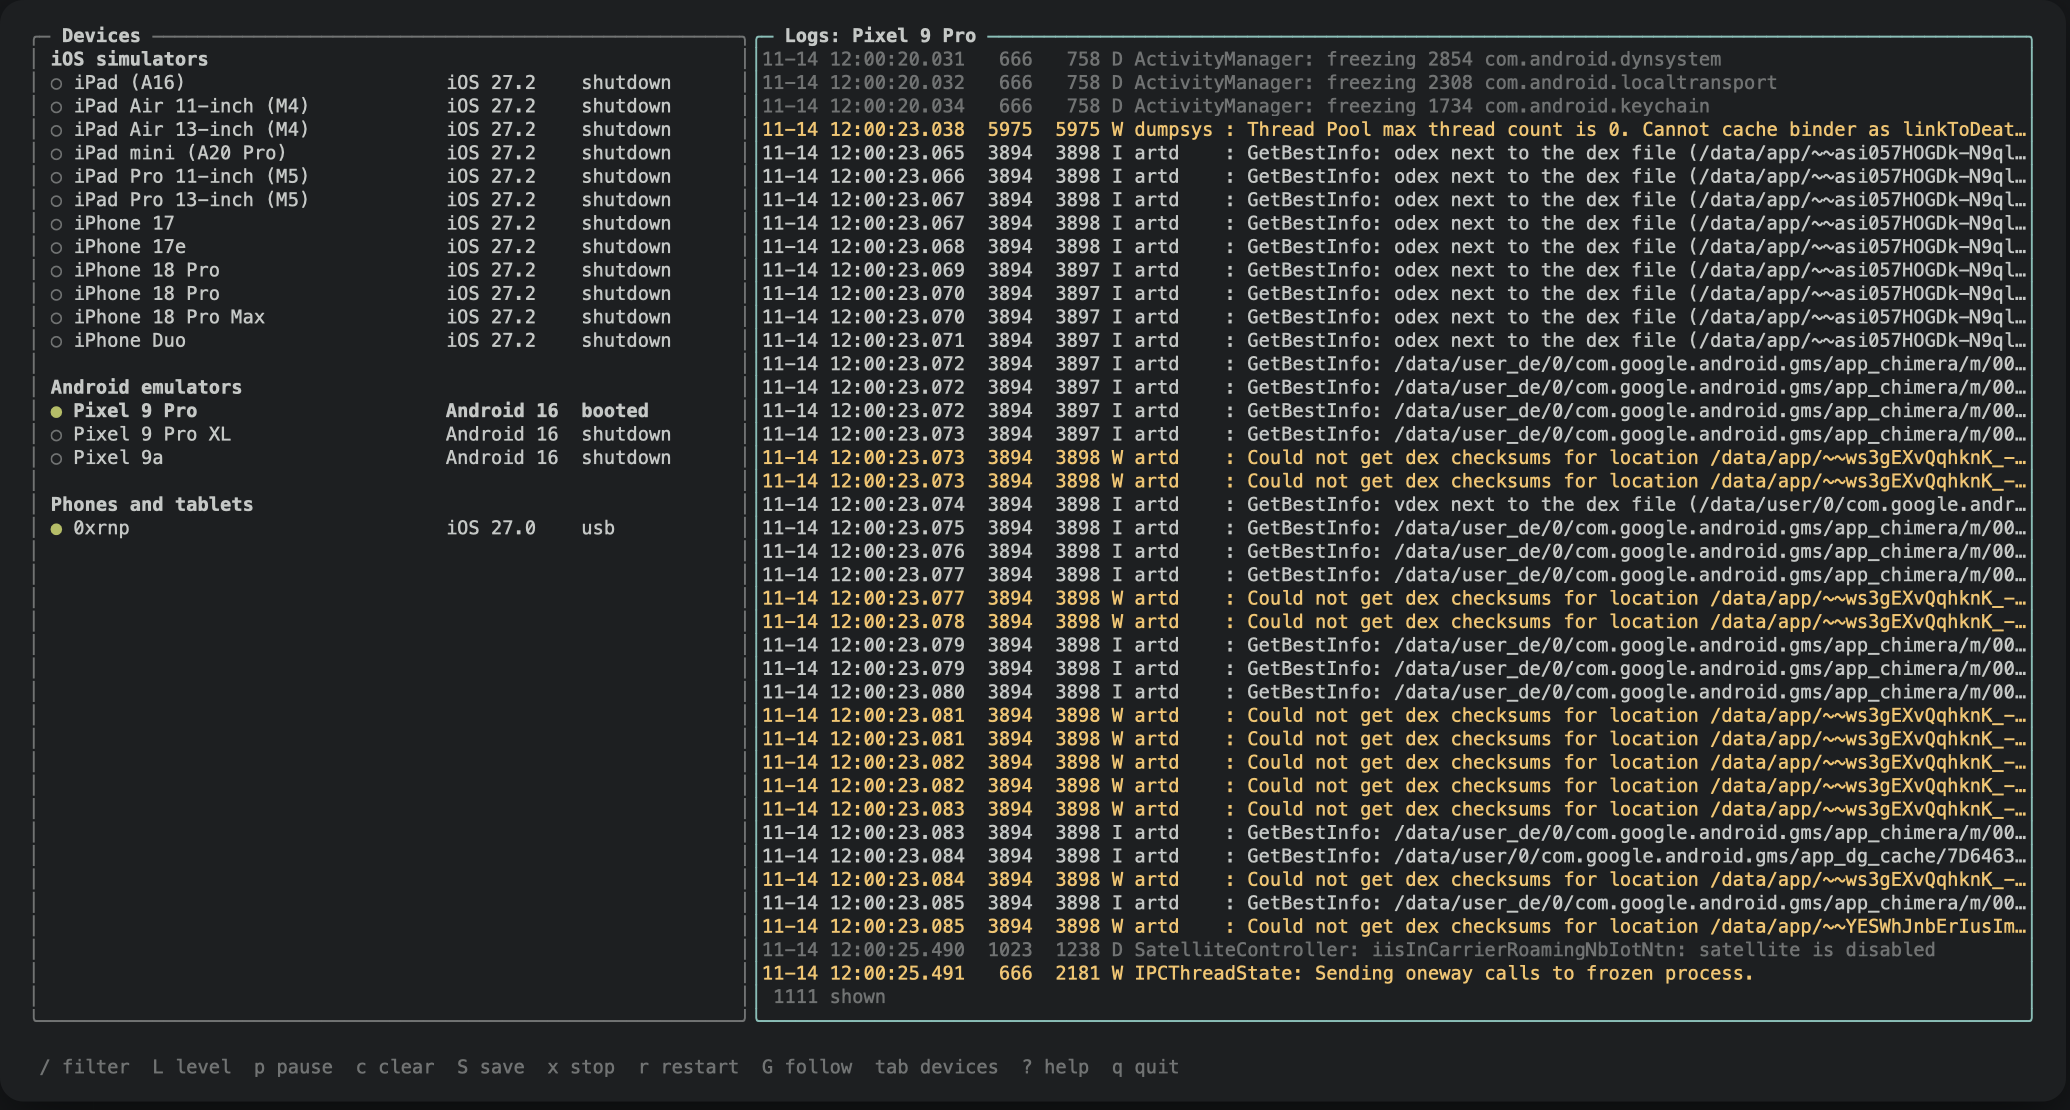 Devices
iOS simulators
○ iPad (A16) iOS 27.2 shutdown
○ iPad Air 11-inch (M4) iOS 27.2 shutdown
○ iPad Air 13-inch (M4) iOS 27.2 shutdown
○ iPad mini (A20 Pro) iOS 27.2 shutdown
○ iPad Pro 11-inch (M5) iOS 27.2 shutdown
○ iPad Pro 13-inch (M5) iOS 27.2 shutdown
○ iPhone 17 iOS 27.2 shutdown
○ iPhone 17e iOS 27.2 shutdown
○ iPhone 18 Pro iOS 27.2 shutdown
○ iPhone 18 Pro iOS 27.2 shutdown
○ iPhone 18 Pro Max iOS 27.2 shutdown
○ iPhone Duo iOS 27.2 shutdown
Android emulators
● Pixel 9 Pro Android 16 booted
○ Pixel 9 Pro XL Android 16 shutdown
○ Pixel 9a Android 16 shutdown
Phones and tablets
● 0xrnp iOS 27.0 usb
Logs: Pixel 9 Pro
11-14 12:00:20.031 666 758 D ActivityManager: freezing 2854 com.android.dynsystem
11-14 12:00:20.032 666 758 D ActivityManager: freezing 2308 com.android.localtransport
11-14 12:00:20.034 666 758 D ActivityManager: freezing 1734 com.android.keychain
11-14 12:00:23.038 5975 5975 W dumpsys : Thread Pool max thread count is 0. Cannot cache binder as linkToDeat…
11-14 12:00:23.065 3894 3898 I artd : GetBestInfo: odex next to the dex file (/data/app/~~asi057HOGDk-N9ql…
11-14 12:00:23.066 3894 3898 I artd : GetBestInfo: odex next to the dex file (/data/app/~~asi057HOGDk-N9ql…
11-14 12:00:23.067 3894 3898 I artd : GetBestInfo: odex next to the dex file (/data/app/~~asi057HOGDk-N9ql…
11-14 12:00:23.067 3894 3898 I artd : GetBestInfo: odex next to the dex file (/data/app/~~asi057HOGDk-N9ql…
11-14 12:00:23.068 3894 3898 I artd : GetBestInfo: odex next to the dex file (/data/app/~~asi057HOGDk-N9ql…
11-14 12:00:23.069 3894 3897 I artd : GetBestInfo: odex next to the dex file (/data/app/~~asi057HOGDk-N9ql…
11-14 12:00:23.070 3894 3897 I artd : GetBestInfo: odex next to the dex file (/data/app/~~asi057HOGDk-N9ql…
11-14 12:00:23.070 3894 3897 I artd : GetBestInfo: odex next to the dex file (/data/app/~~asi057HOGDk-N9ql…
11-14 12:00:23.071 3894 3897 I artd : GetBestInfo: odex next to the dex file (/data/app/~~asi057HOGDk-N9ql…
11-14 12:00:23.072 3894 3897 I artd : GetBestInfo: /data/user_de/0/com.google.android.gms/app_chimera/m/00…
11-14 12:00:23.072 3894 3897 I artd : GetBestInfo: /data/user_de/0/com.google.android.gms/app_chimera/m/00…
11-14 12:00:23.072 3894 3897 I artd : GetBestInfo: /data/user_de/0/com.google.android.gms/app_chimera/m/00…
11-14 12:00:23.073 3894 3897 I artd : GetBestInfo: /data/user_de/0/com.google.android.gms/app_chimera/m/00…
11-14 12:00:23.073 3894 3898 W artd : Could not get dex checksums for location /data/app/~~ws3gEXvQqhknK_-…
11-14 12:00:23.073 3894 3898 W artd : Could not get dex checksums for location /data/app/~~ws3gEXvQqhknK_-…
11-14 12:00:23.074 3894 3898 I artd : GetBestInfo: vdex next to the dex file (/data/user/0/com.google.andr…
11-14 12:00:23.075 3894 3898 I artd : GetBestInfo: /data/user_de/0/com.google.android.gms/app_chimera/m/00…
11-14 12:00:23.076 3894 3898 I artd : GetBestInfo: /data/user_de/0/com.google.android.gms/app_chimera/m/00…
11-14 12:00:23.077 3894 3898 I artd : GetBestInfo: /data/user_de/0/com.google.android.gms/app_chimera/m/00…
11-14 12:00:23.077 3894 3898 W artd : Could not get dex checksums for location /data/app/~~ws3gEXvQqhknK_-…
11-14 12:00:23.078 3894 3898 W artd : Could not get dex checksums for location /data/app/~~ws3gEXvQqhknK_-…
11-14 12:00:23.079 3894 3898 I artd : GetBestInfo: /data/user_de/0/com.google.android.gms/app_chimera/m/00…
11-14 12:00:23.079 3894 3898 I artd : GetBestInfo: /data/user_de/0/com.google.android.gms/app_chimera/m/00…
11-14 12:00:23.080 3894 3898 I artd : GetBestInfo: /data/user_de/0/com.google.android.gms/app_chimera/m/00…
11-14 12:00:23.081 3894 3898 W artd : Could not get dex checksums for location /data/app/~~ws3gEXvQqhknK_-…
11-14 12:00:23.081 3894 3898 W artd : Could not get dex checksums for location /data/app/~~ws3gEXvQqhknK_-…
11-14 12:00:23.082 3894 3898 W artd : Could not get dex checksums for location /data/app/~~ws3gEXvQqhknK_-…
11-14 12:00:23.082 3894 3898 W artd : Could not get dex checksums for location /data/app/~~ws3gEXvQqhknK_-…
11-14 12:00:23.083 3894 3898 W artd : Could not get dex checksums for location /data/app/~~ws3gEXvQqhknK_-…
11-14 12:00:23.083 3894 3898 I artd : GetBestInfo: /data/user_de/0/com.google.android.gms/app_chimera/m/00…
11-14 12:00:23.084 3894 3898 I artd : GetBestInfo: /data/user/0/com.google.android.gms/app_dg_cache/7D6463…
11-14 12:00:23.084 3894 3898 W artd : Could not get dex checksums for location /data/app/~~ws3gEXvQqhknK_-…
11-14 12:00:23.085 3894 3898 I artd : GetBestInfo: /data/user_de/0/com.google.android.gms/app_chimera/m/00…
11-14 12:00:23.085 3894 3898 W artd : Could not get dex checksums for location /data/app/~~YESWhJnbErIusIm…
11-14 12:00:25.490 1023 1238 D SatelliteController: iisInCarrierRoamingNbIotNtn: satellite is disabled
11-14 12:00:25.491 666 2181 W IPCThreadState: Sending oneway calls to frozen process.
1111 shown
/ filter L level p pause c clear S save x stop r restart G follow tab devices ? help q quit